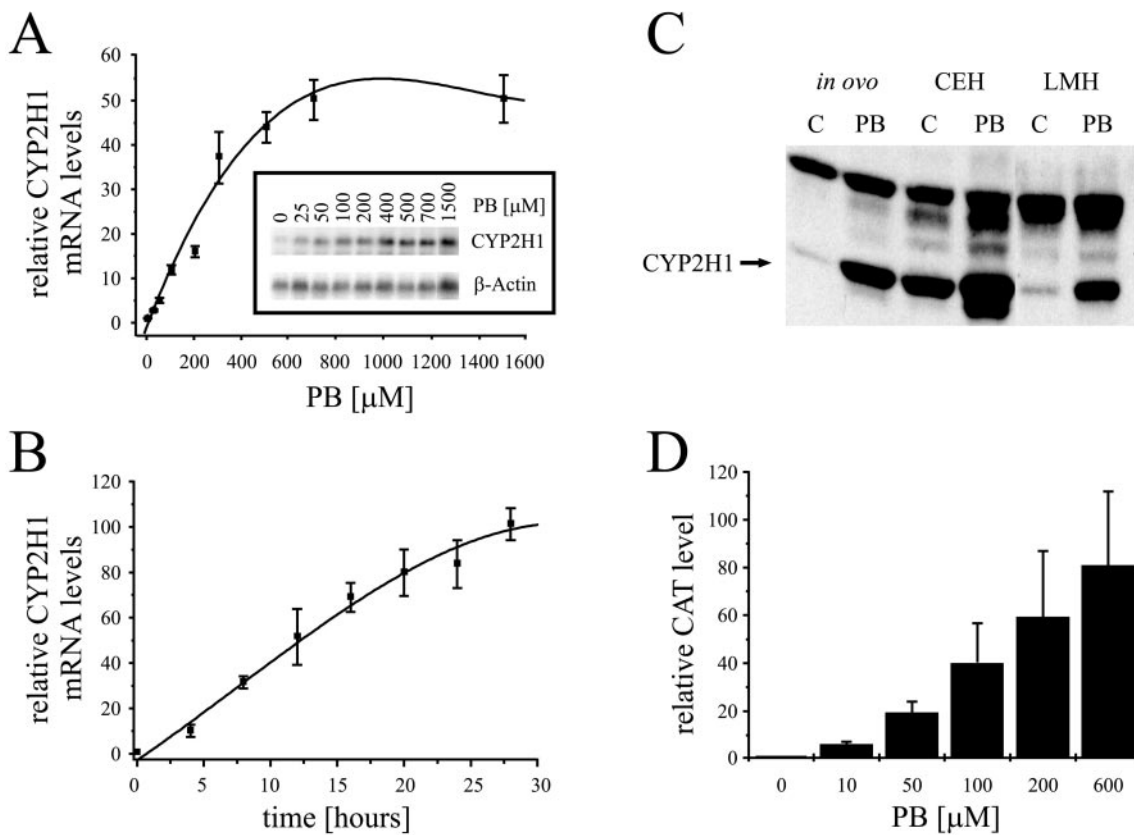 A
relative CYP2H1
mRNA levels
60
50
40
30
20
10
0
0 200 400 600 800 1000 1200 1400 1600
PB [μM]
0 25 50 100 200 400 500 700 1500 PB [μM]
CYP2H1
β-Actin
B
relative CYP2H1
mRNA levels
120
100
80
60
40
20
0
0 5 10 15 20 25 30
time [hours]
C
in ovo CEH LMH
C PB C PB C PB
CYP2H1
D
relative CAT level
120
100
80
60
40
20
0
0 10 50 100 200 600
PB [μM]